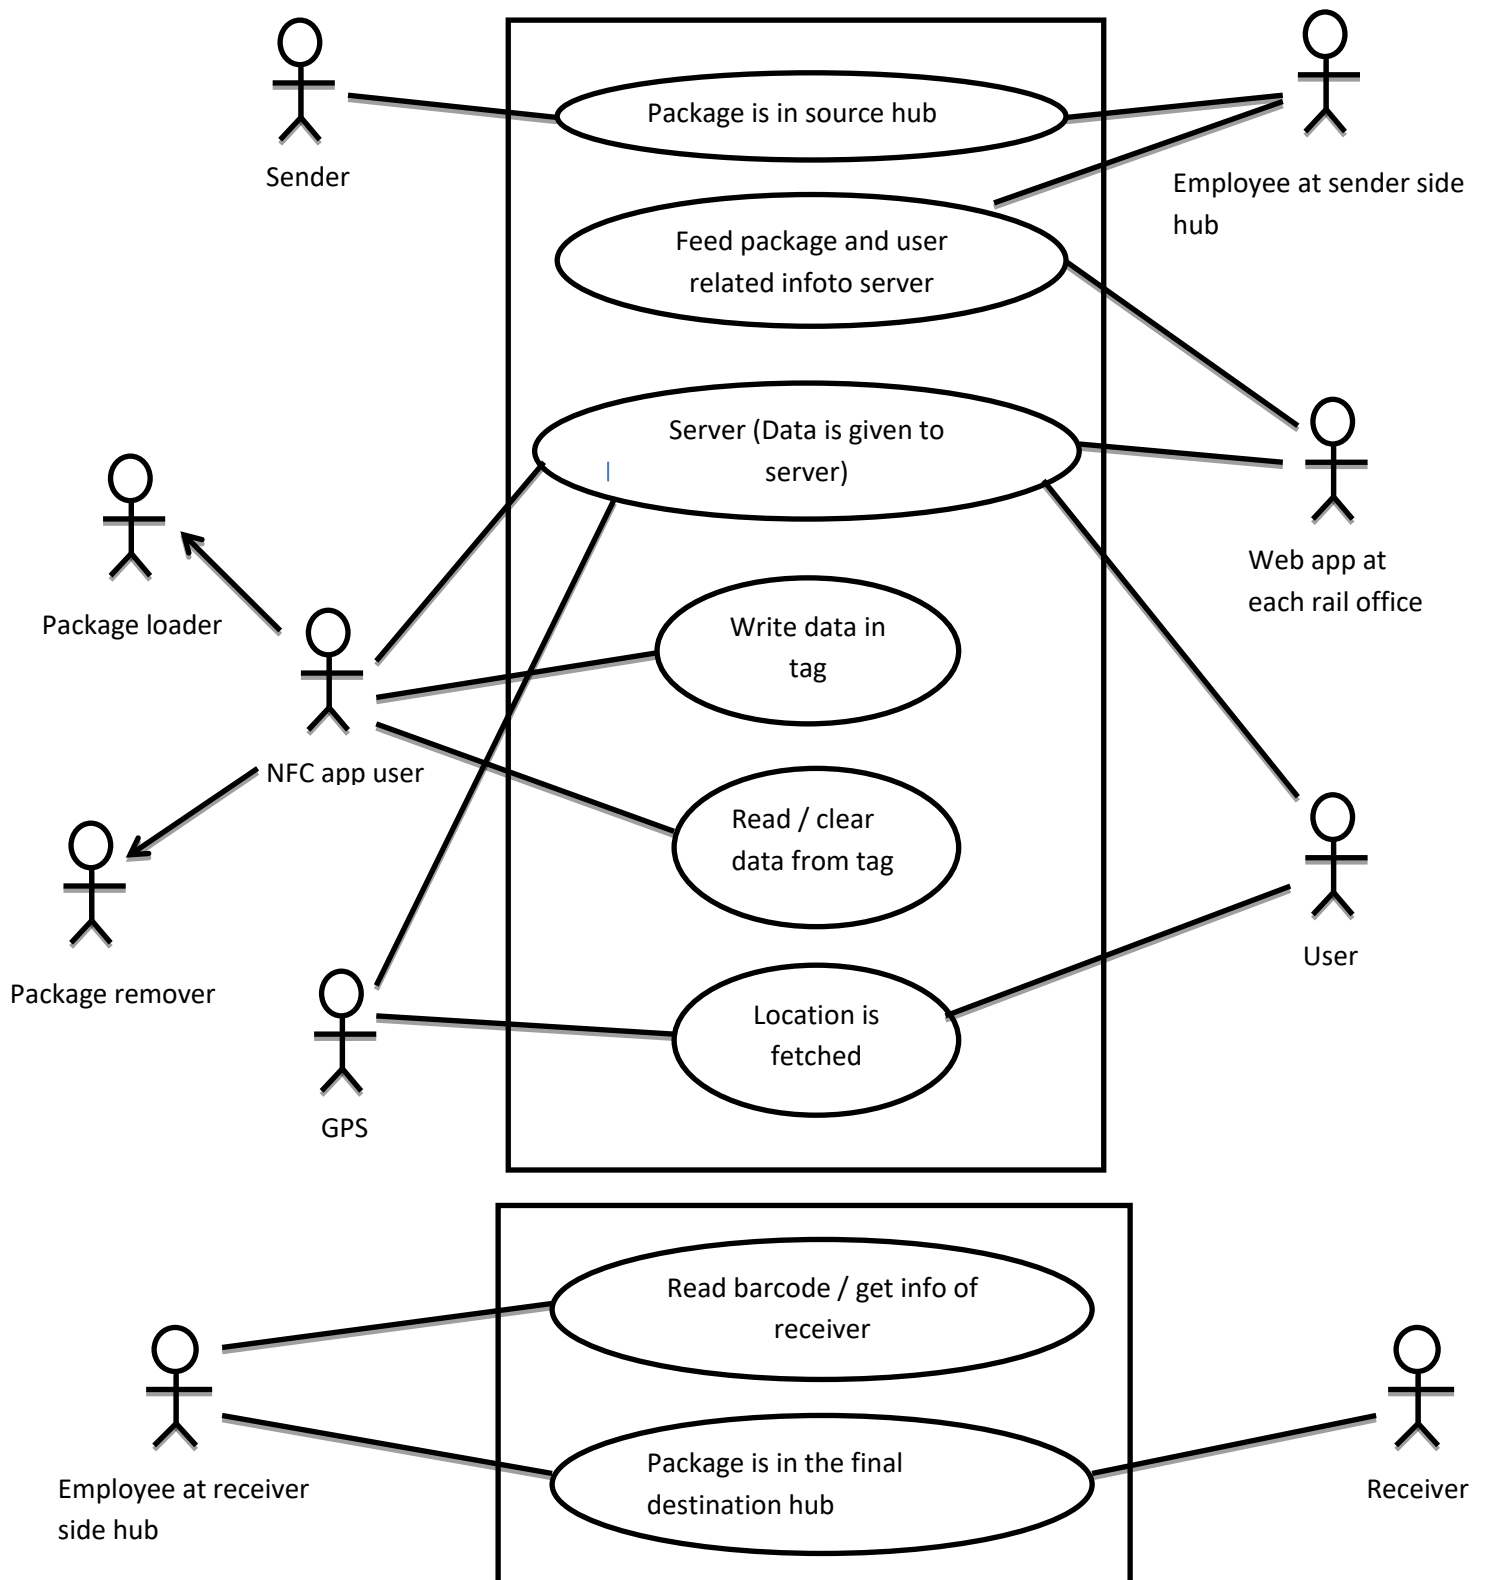 Package is in source hub
Sender
Employee at sender side
hub
Feed package and user
related infoto server
Server (Data is given to
server)
Web app at
each rail office
Package loader
Write data in
tag
NFC app user
Read / clear
data from tag
User
Package remover
Location is
fetched
GPS
Read barcode / get info of
receiver
Package is in the final
destination hub
Employee at receiver
side hub
Receiver